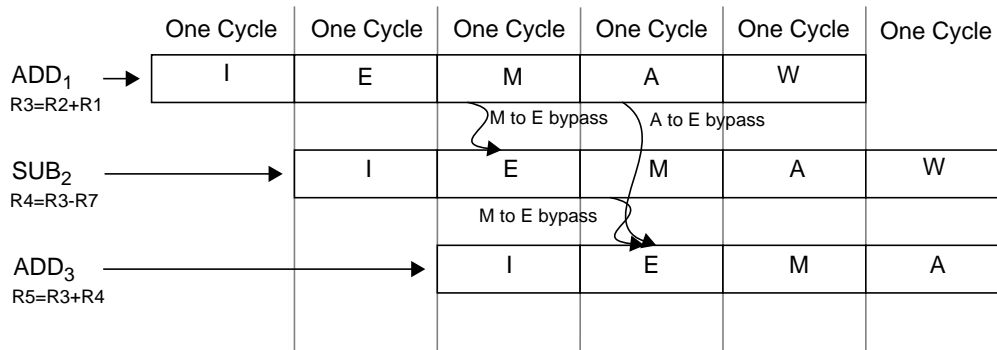 One Cycle One Cycle One Cycle One Cycle One Cycle One Cycle
ADD1 I E M A W
R3=R2+R1
M to E bypass A to E bypass
SUB2 I E M A W
R4=R3-R7
M to E bypass
ADD3 I E M A
R5=R3+R4